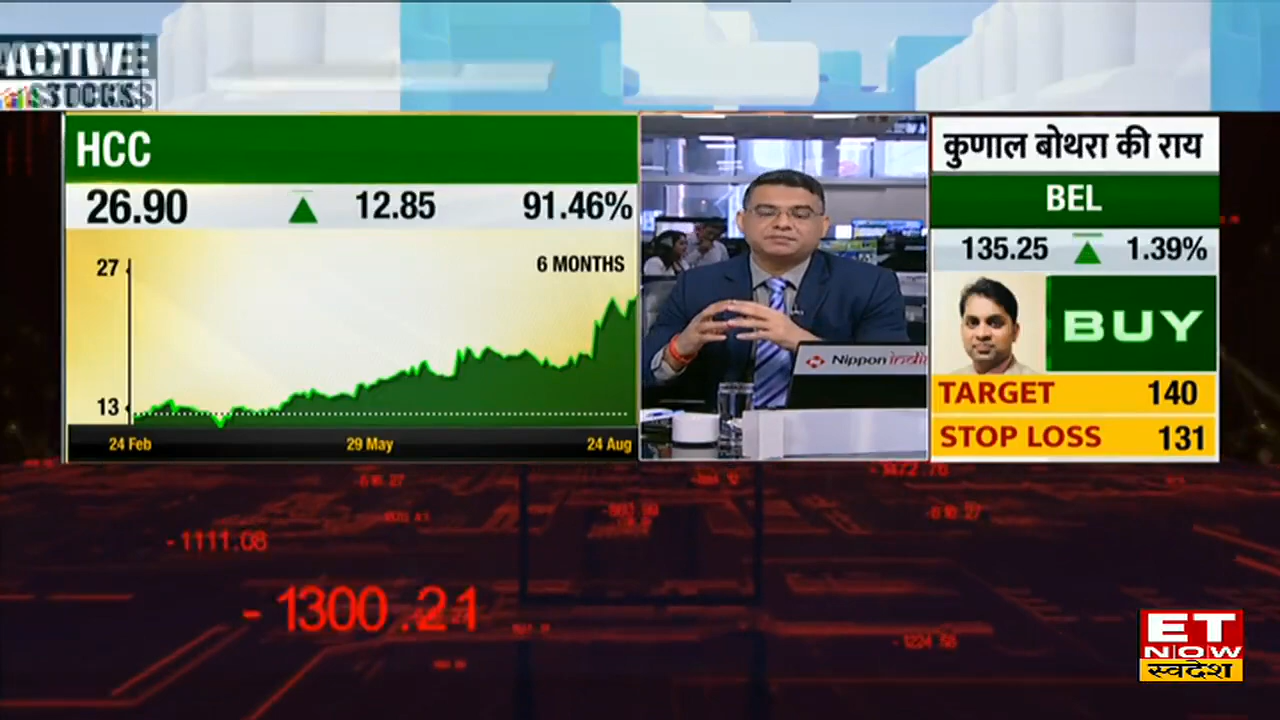 ACTIVE
STOCKS
HCC
26.90 ▲ 12.85 91.46%
6 MONTHS
27
13
24 Feb 29 May 24 Aug
Nippon indi
कुणाल बोथरा की राय
BEL
135.25 ▲ 1.39%
BUY
TARGET 140
STOP LOSS 131
-1111.08
-1300.21
ET
NOW
स्वदेश